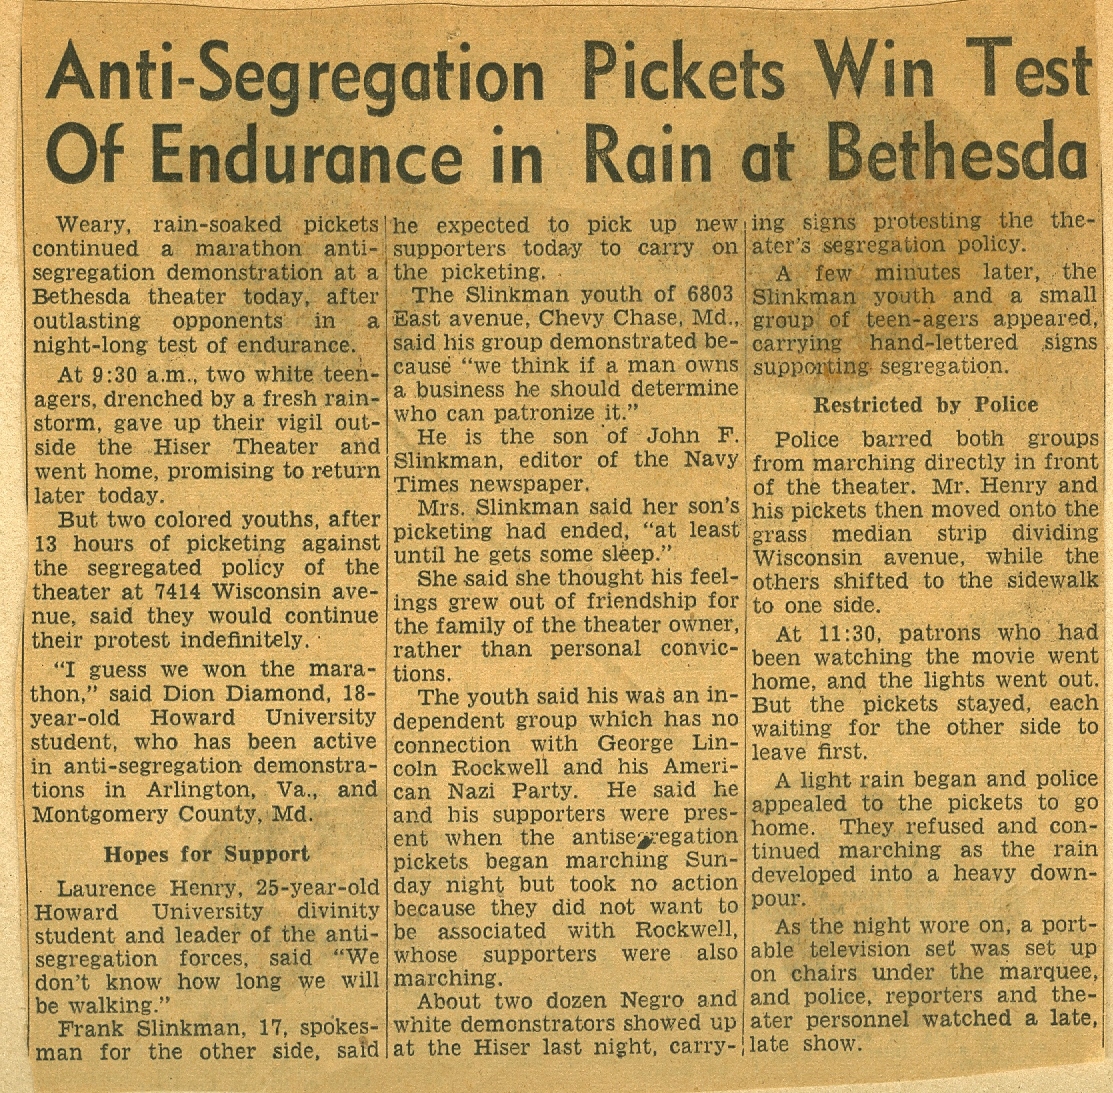 Anti-Segregation Pickets Win Test
Of Endurance in Rain at Bethesda
Weary, rain-soaked pickets
continued a marathon anti-
segregation demonstration at a
Bethesda theater today, after
outlasting opponents in a
night-long test of endurance.
At 9:30 a.m., two white teen-
agers, drenched by a fresh rain-
storm, gave up their vigil out-
side the Hiser Theater and
went home, promising to return
later today.
But two colored youths, after
13 hours of picketing against
the segregated policy of the
theater at 7414 Wisconsin ave-
nue, said they would continue
their protest indefinitely.
"I guess we won the mara-
thon," said Dion Diamond, 18-
year-old Howard University
student, who has been active
in anti-segregation demonstra-
tions in Arlington, Va., and
Montgomery County, Md.
Hopes for Support
Laurence Henry, 25-year-old
Howard University divinity
student and leader of the anti-
segregation forces, said "We
don't know how long we will
be walking."
Frank Slinkman, 17, spokes-
man for the other side, said
he expected to pick up new
supporters today to carry on
the picketing.
The Slinkman youth of 6803
East avenue, Chevy Chase, Md.,
said his group demonstrated be-
cause "we think if a man owns
a business he should determine
who can patronize it."
He is the son of John F.
Slinkman, editor of the Navy
Times newspaper.
Mrs. Slinkman said her son's
picketing had ended, "at least
until he gets some sleep."
She said she thought his feel-
ings grew out of friendship for
the family of the theater owner,
rather than personal convic-
tions.
The youth said his was an in-
dependent group which has no
connection with George Lin-
coln Rockwell and his Ameri-
can Nazi Party. He said he
and his supporters were pres-
ent when the antisegregation
pickets began marching Sun-
day night but took no action
because they did not want to
be associated with Rockwell,
whose supporters were also
marching.
About two dozen Negro and
white demonstrators showed up
at the Hiser last night, carry-
ing signs protesting the the-
ater's segregation policy.
A few minutes later, the
Slinkman youth and a small
group of teen-agers appeared,
carrying hand-lettered signs
supporting segregation.
Restricted by Police
Police barred both groups
from marching directly in front
of the theater. Mr. Henry and
his pickets then moved onto the
grass median strip dividing
Wisconsin avenue, while the
others shifted to the sidewalk
to one side.
At 11:30, patrons who had
been watching the movie went
home, and the lights went out.
But the pickets stayed, each
waiting for the other side to
leave first.
A light rain began and police
appealed to the pickets to go
home. They refused and con-
tinued marching as the rain
developed into a heavy down-
pour.
As the night wore on, a port-
able television set was set up
on chairs under the marquee,
and police, reporters and the-
ater personnel watched a late,
late show.